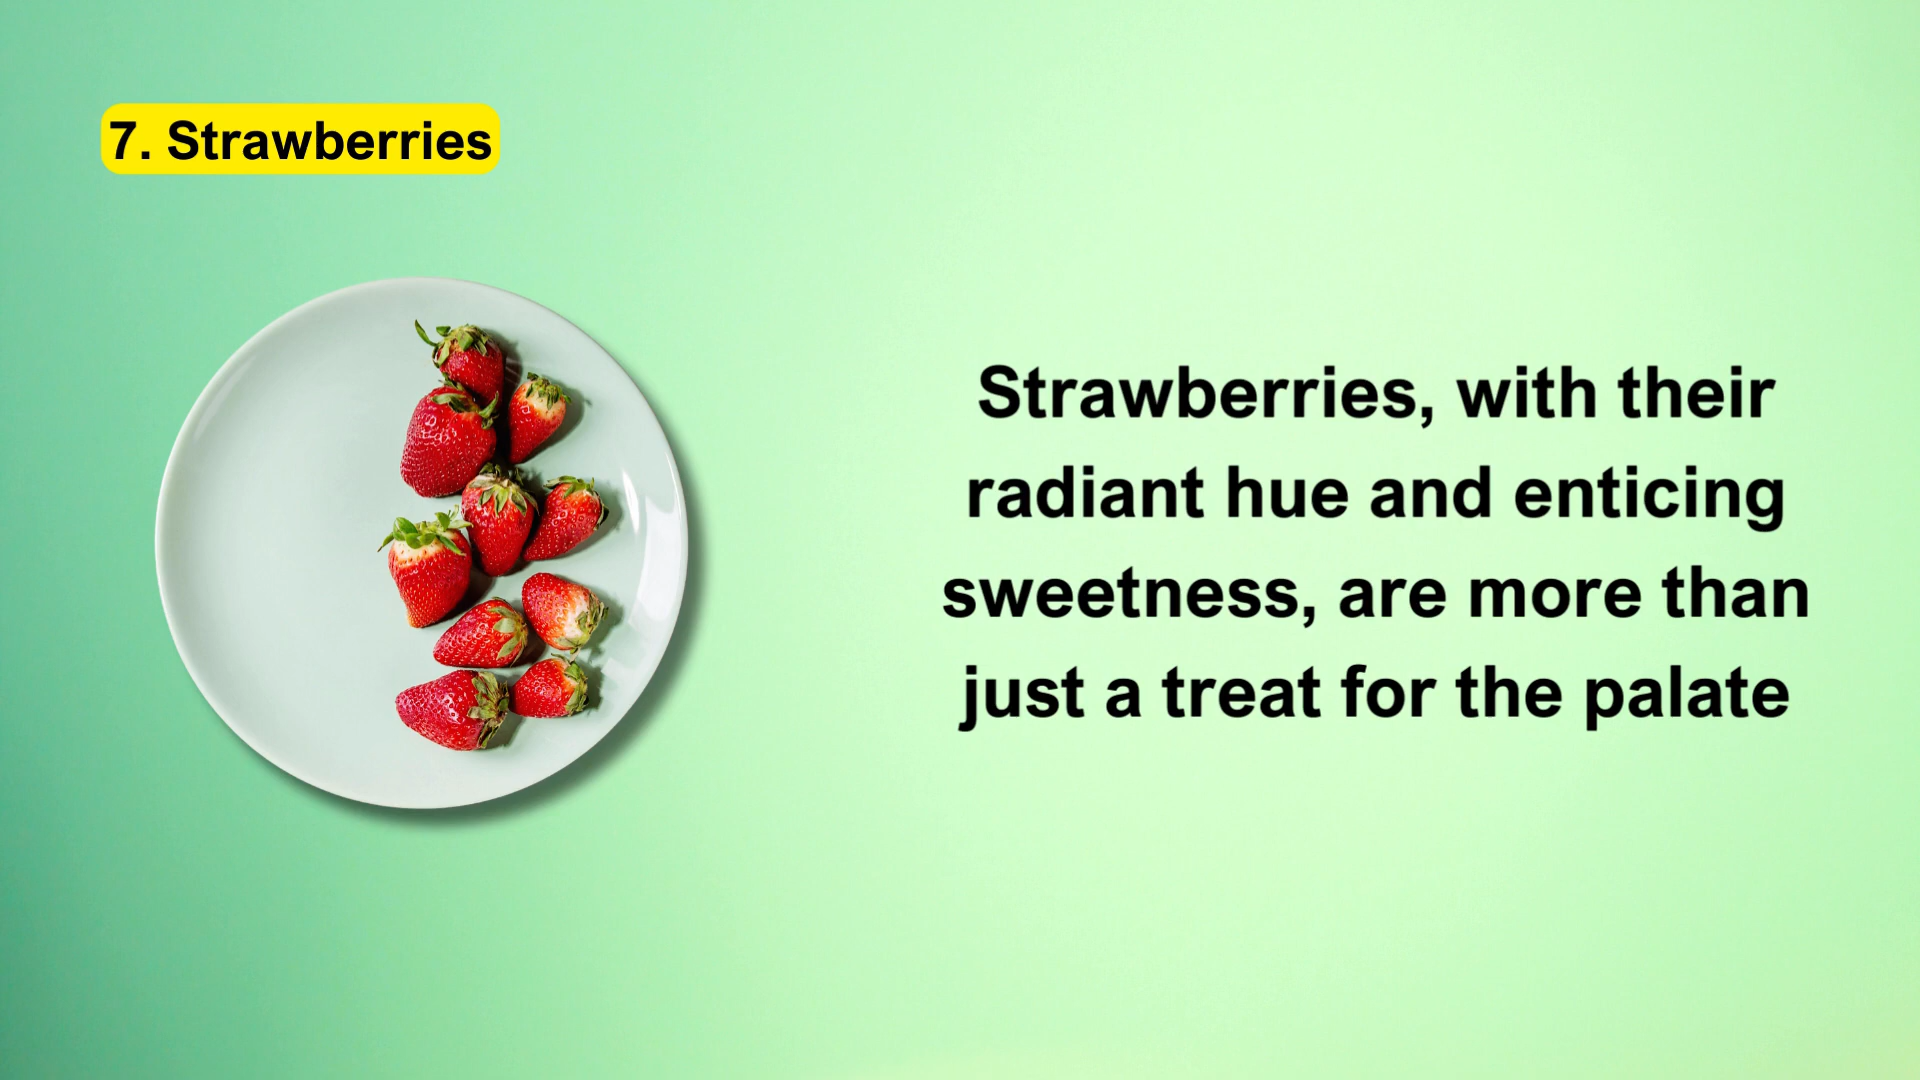 7. Strawberries
Strawberries, with their
radiant hue and enticing
sweetness, are more than
just a treat for the palate